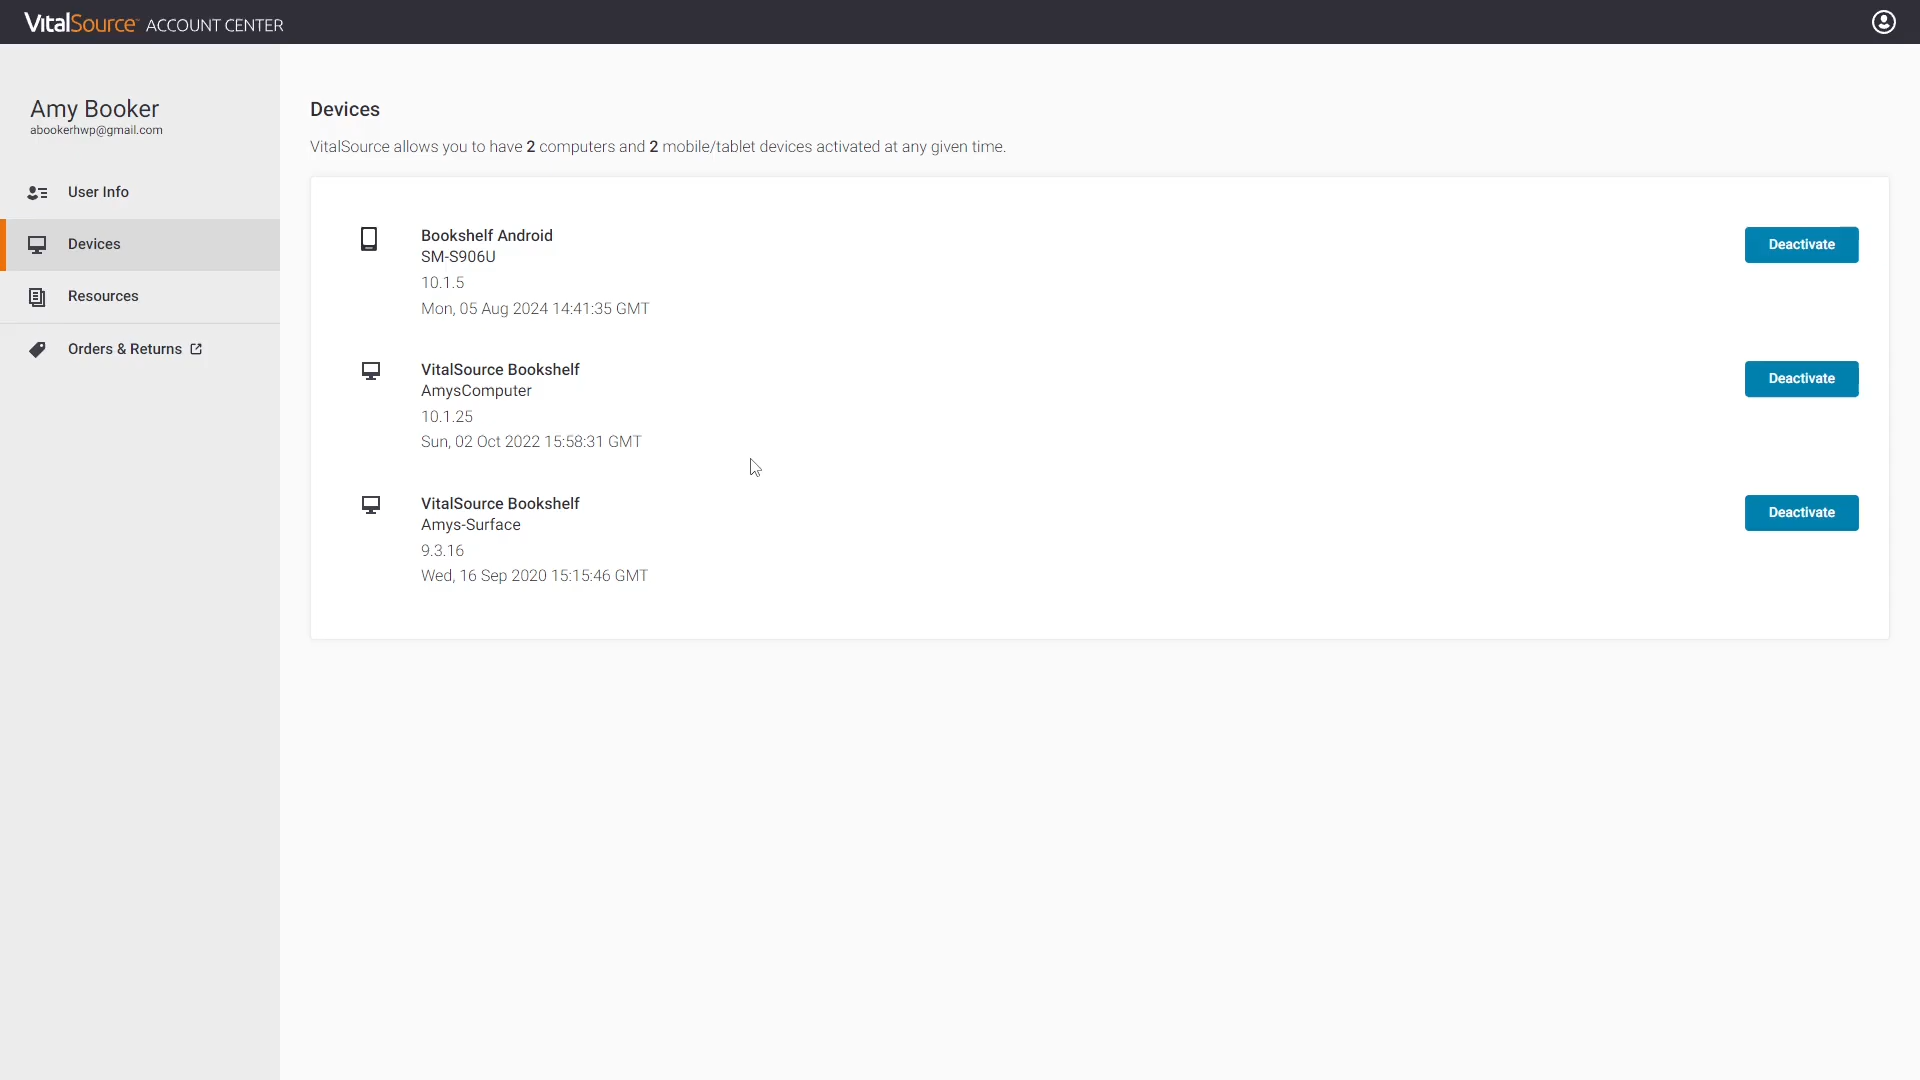 VitalSource ACCOUNT CENTER
Amy Booker
abookerhwp@gmail.com
User Info
Devices
Resources
Orders & Returns
Devices
VitalSource allows you to have 2 computers and 2 mobile/tablet devices activated at any given time.
Bookshelf Android
SM-S906U
10.1.5
Mon, 05 Aug 2024 14:41:35 GMT
Deactivate
VitalSource Bookshelf
AmysComputer
10.1.25
Sun, 02 Oct 2022 15:58:31 GMT
Deactivate
VitalSource Bookshelf
Amys-Surface
9.3.16
Wed, 16 Sep 2020 15:15:46 GMT
Deactivate